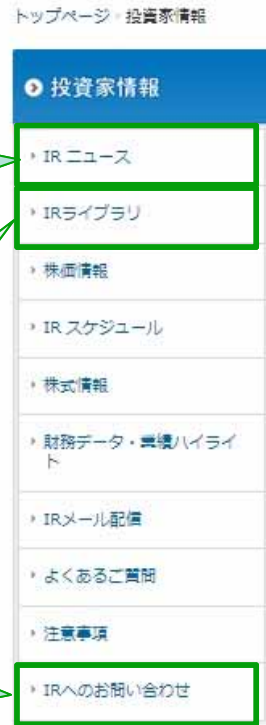 トップページ 投資家情報
投資家情報
IR ニュース
IRライブラリ
株価情報
IR スケジュール
株式情報
財務データ・業績ハイライ
ト
IRメール配信
よくあるご質問
注意事項
IRへのお問い合わせ